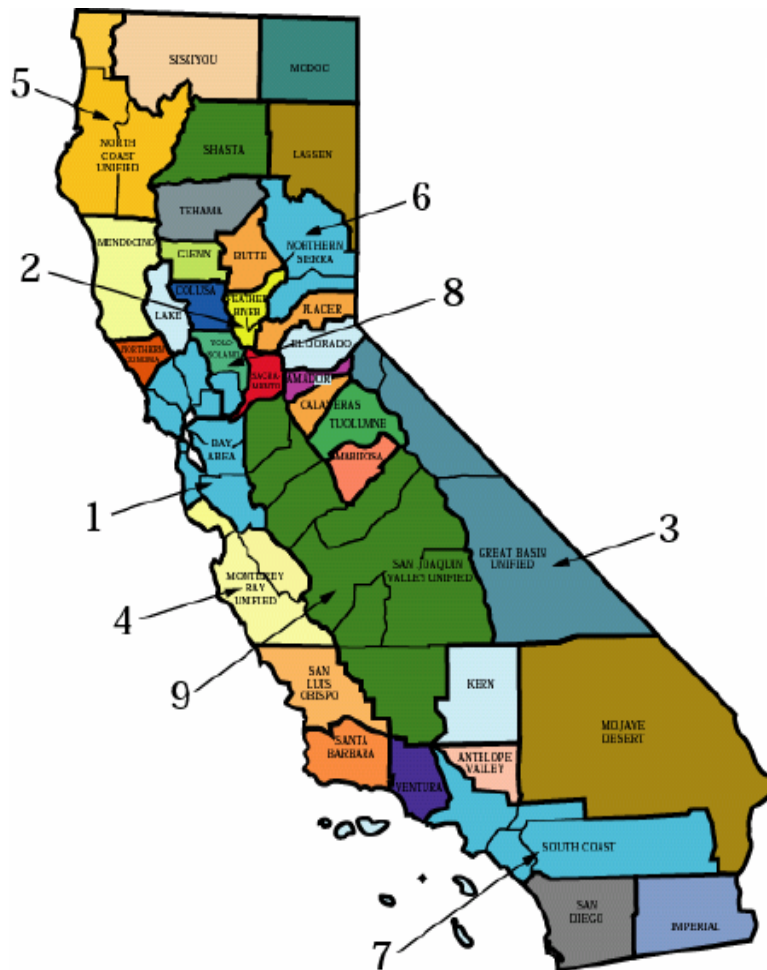 SISKIYOU
MODOC
5
NORTH
COAST
UNIFIED
SHASTA
LASSEN
TEHAMA
6
MENDOCINO
GLENN
BUTTE
NORTHERN
SIERRA
2
COLUSA
FEATHER
RIVER
8
LAKE
PLACER
NORTHERN
SONOMA
YOLO
SOLANO
EL DORADO
SACRA-
MENTO
AMADOR
CALAVERAS
TUOLUMNE
BAY
AREA
MARIPOSA
1
3
GREAT BASIN
UNIFIED
SAN JOAQUIN
VALLEY UNIFIED
MONTEREY
BAY
UNIFIED
4
9
SAN
LUIS
OBISPO
KERN
MOJAVE
DESERT
SANTA
BARBARA
ANTELOPE
VALLEY
VENTURA
SOUTH COAST
7
SAN
DIEGO
IMPERIAL